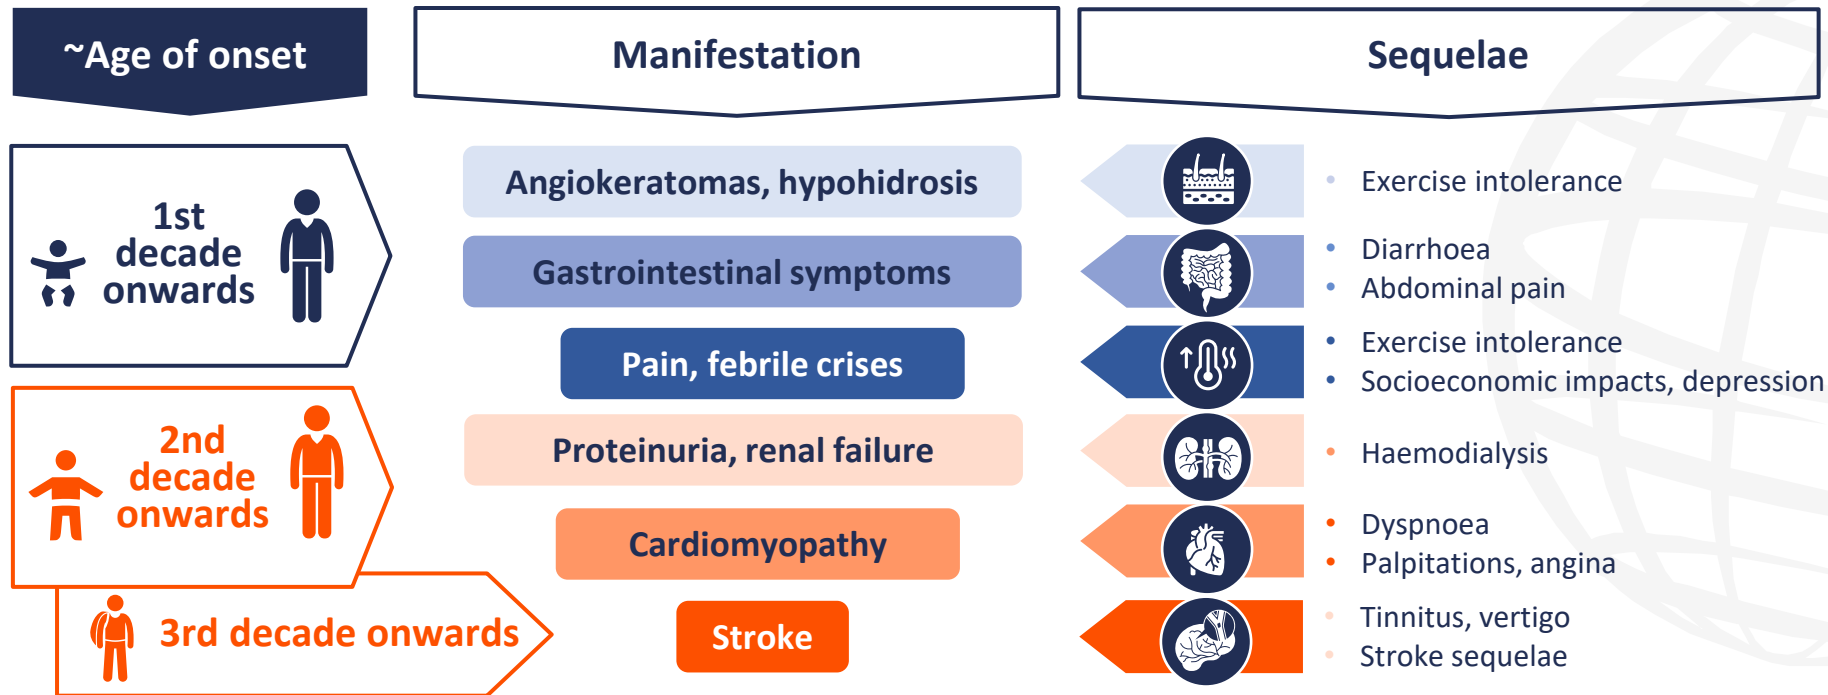 ~Age of onset
Manifestation
Sequelae
1st
decade
onwards
Angiokeratomas, hypohidrosis
• Exercise intolerance
Gastrointestinal symptoms
• Diarrhoea
• Abdominal pain
Pain, febrile crises
• Exercise intolerance
• Socioeconomic impacts, depression
2nd
decade
onwards
Proteinuria, renal failure
• Haemodialysis
Cardiomyopathy
• Dyspnoea
• Palpitations, angina
3rd decade onwards
Stroke
• Tinnitus, vertigo
• Stroke sequelae